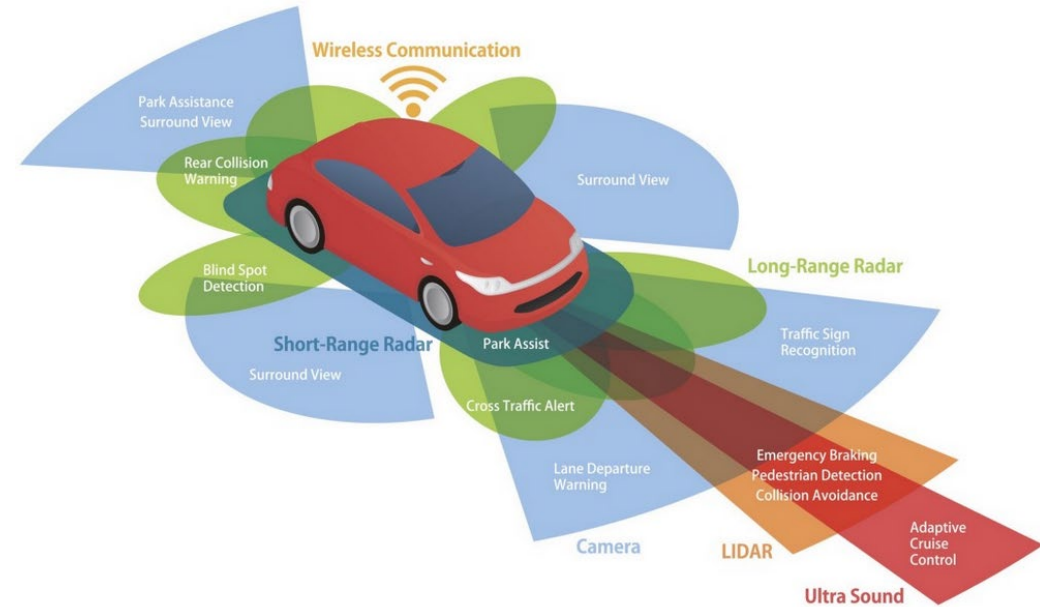 Wireless Communication
Park Assistance
Surround View
Rear Collision
Warning
Surround View
Blind Spot
Detection
Long-Range Radar
Short-Range Radar
Park Assist
Traffic Sign
Recognition
Surround View
Cross Traffic Alert
Lane Departure
Warning
Emergency Braking
Pedestrian Detection
Collision Avoidance
Adaptive
Cruise
Control
Camera
LIDAR
Ultra Sound